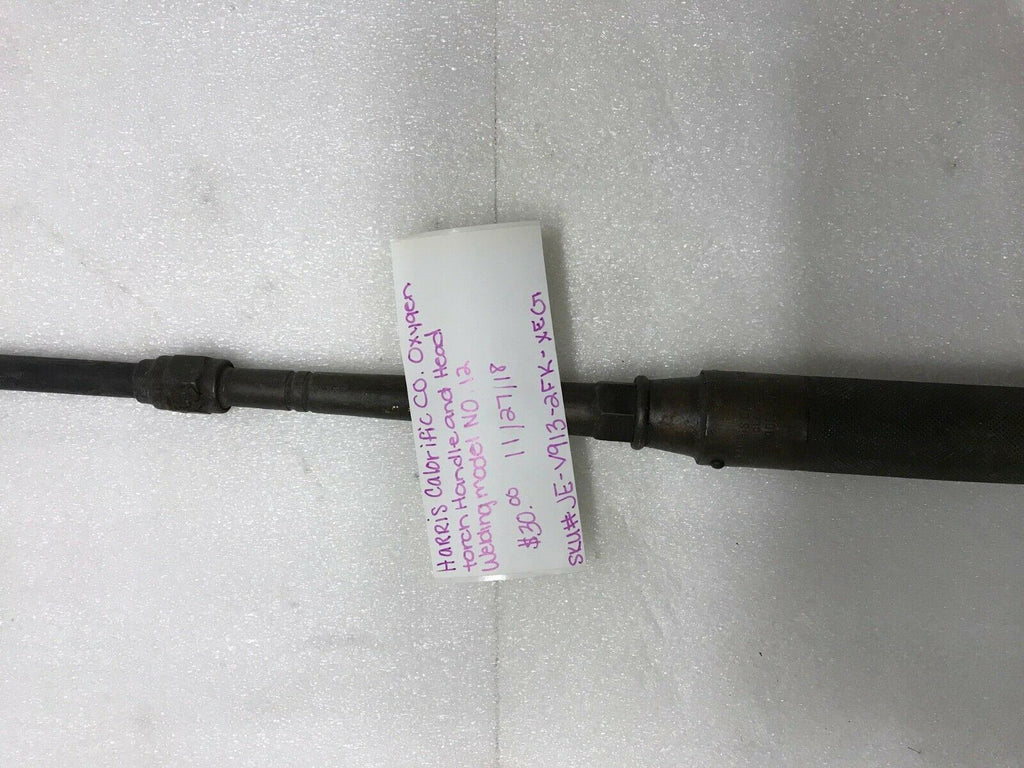 HARRIS Calorific CO. Oxygen
torch Handle and Head
Welding model NO. 12
$30.00 11/27/18
SKU# JE-V913-2FK-XEG